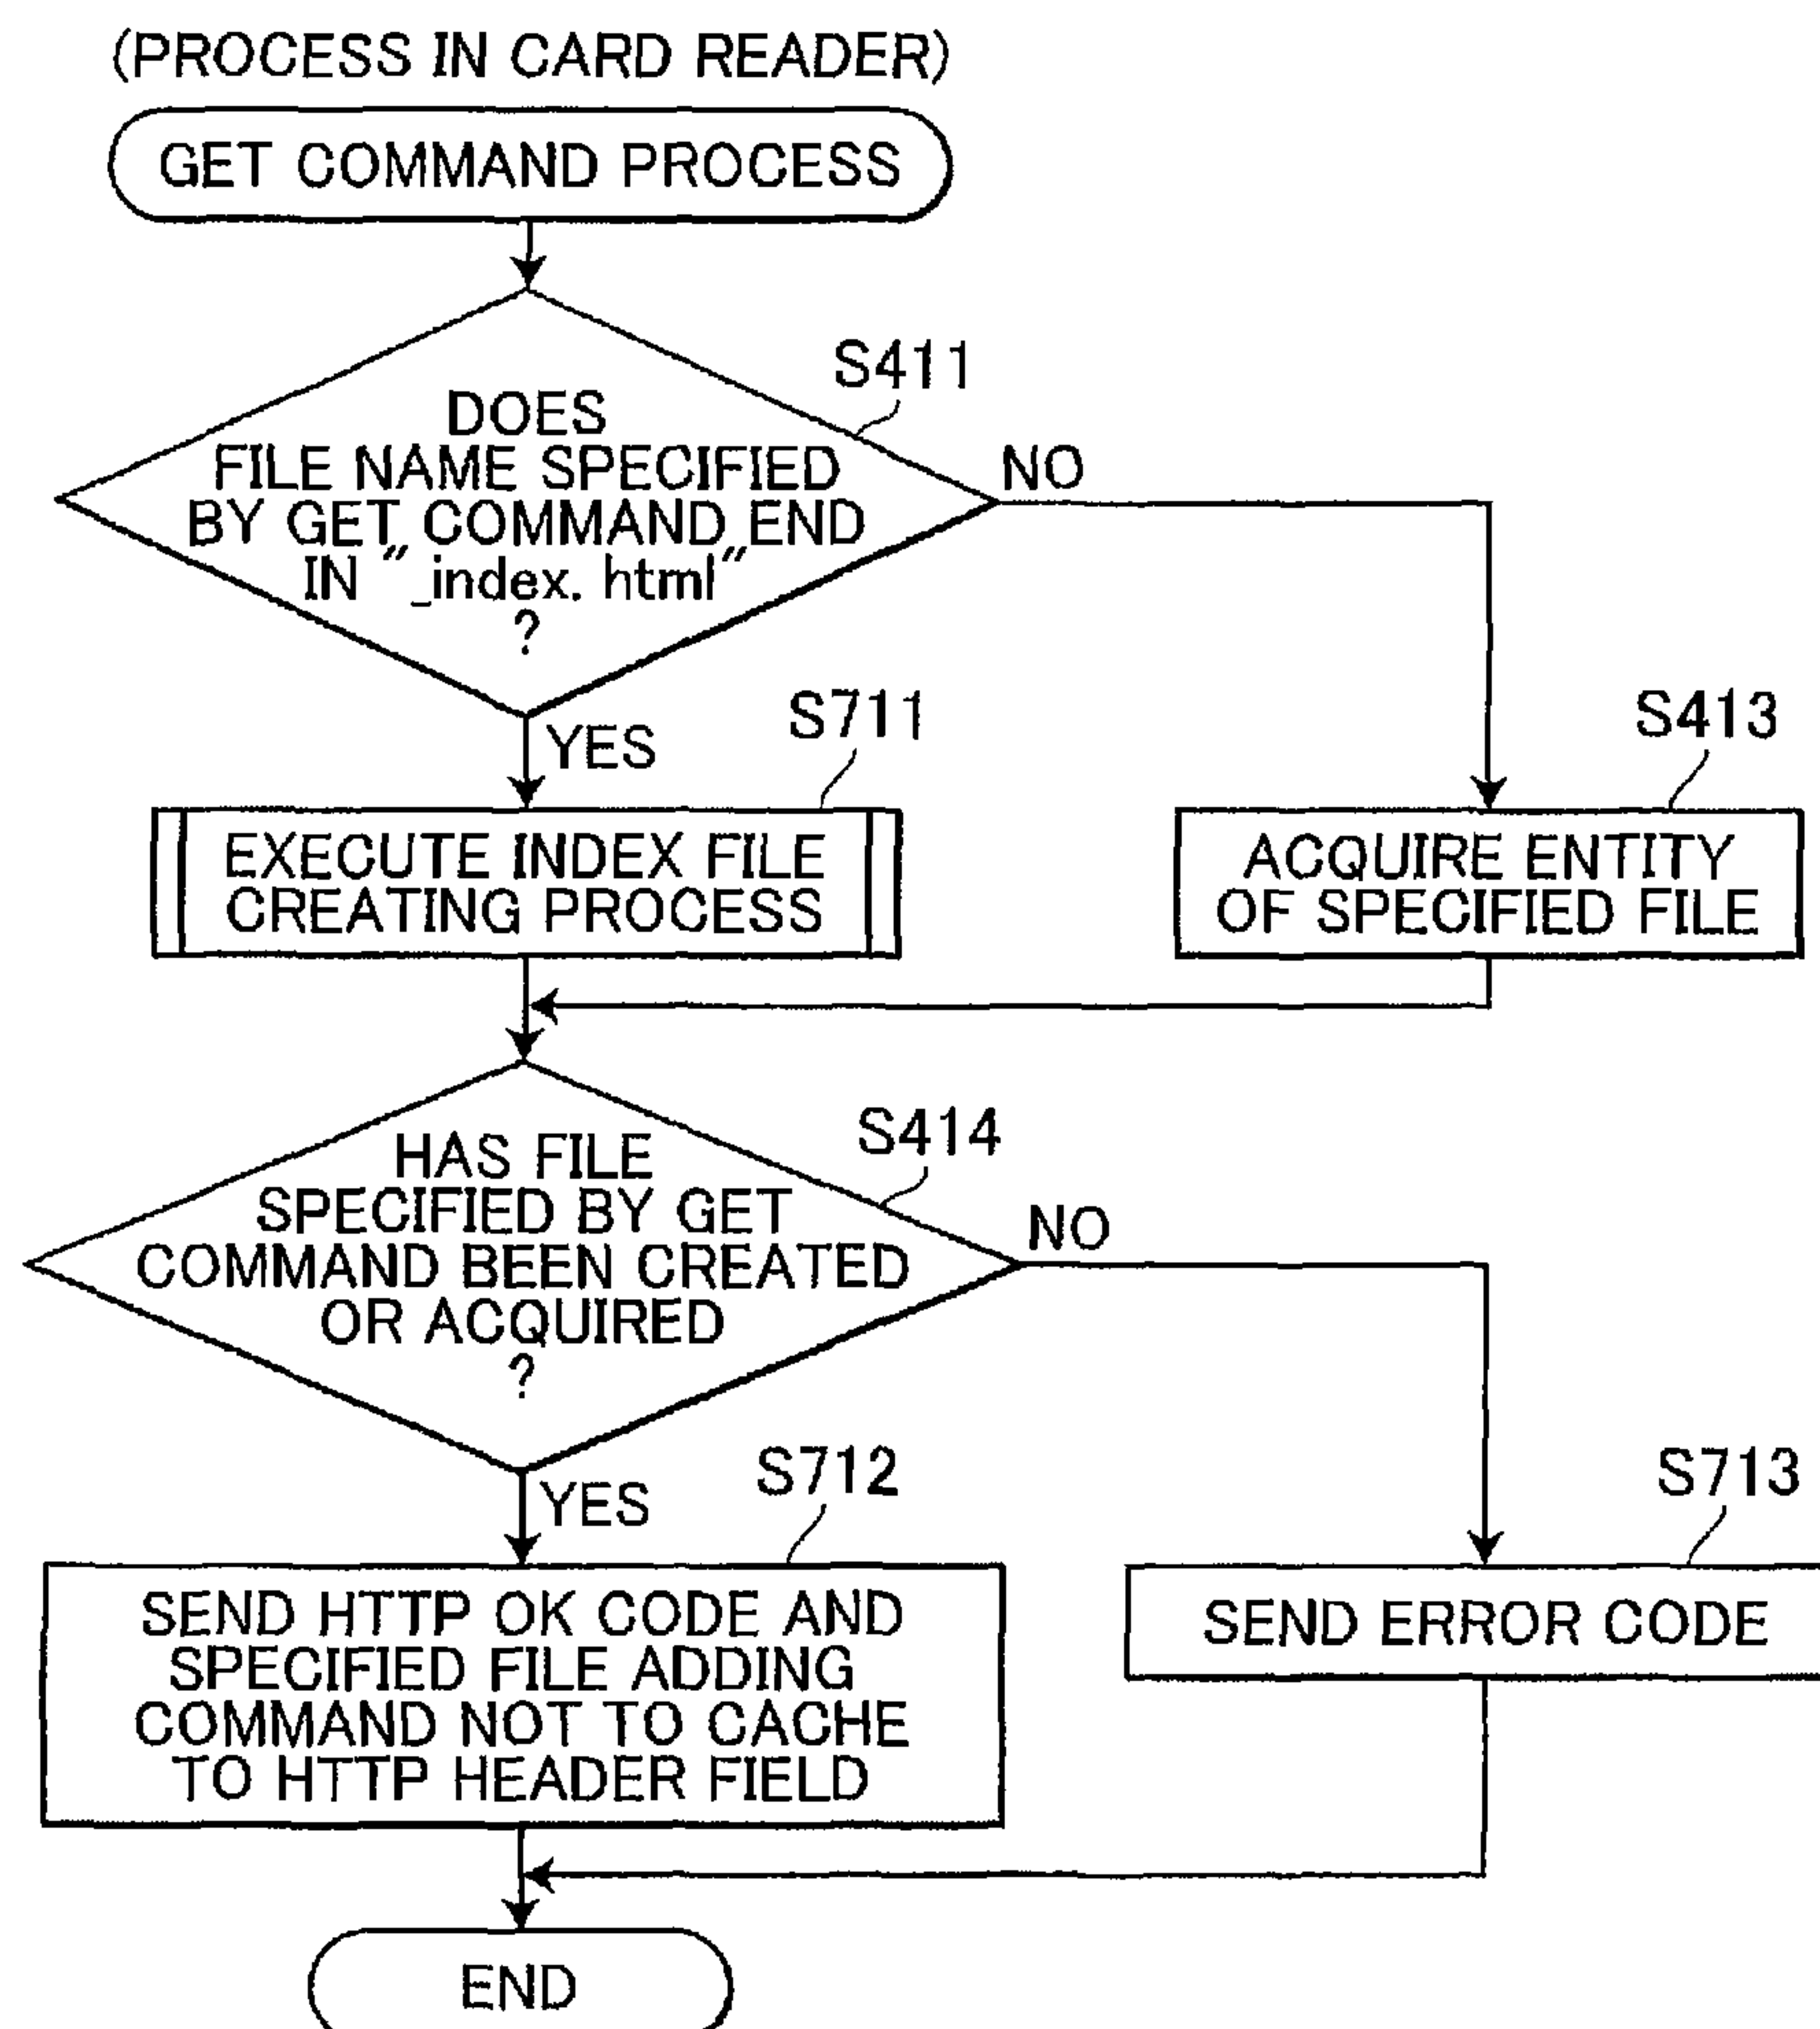 (PROCESS IN CARD READER)
GET COMMAND PROCESS
S411
DOES
FILE NAME SPECIFIED
BY GET COMMAND END
IN "_index. html"
?
NO
YES
S711
S413
EXECUTE INDEX FILE
CREATING PROCESS
ACQUIRE ENTITY
OF SPECIFIED FILE
S414
HAS FILE
SPECIFIED BY GET
COMMAND BEEN CREATED
OR ACQUIRED
?
NO
YES
S712
S713
SEND HTTP OK CODE AND
SPECIFIED FILE ADDING
COMMAND NOT TO CACHE
TO HTTP HEADER FIELD
SEND ERROR CODE
END